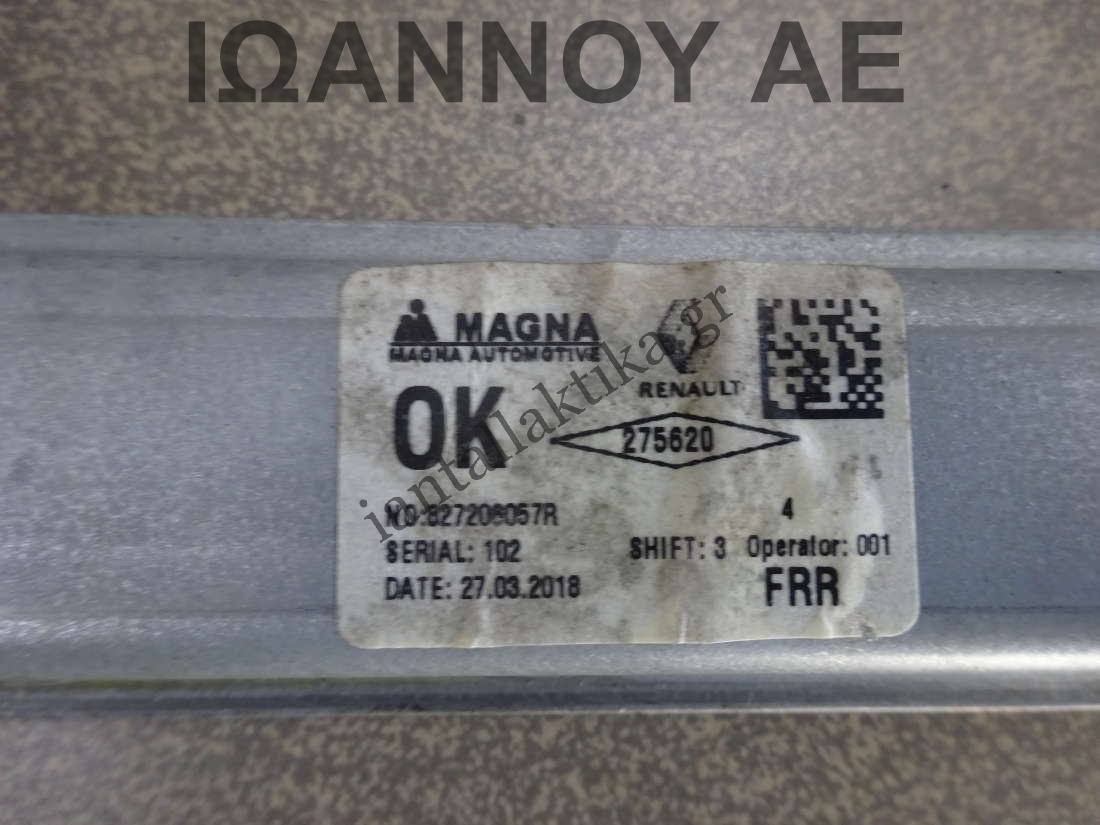 ΙΩΑΝΝΟΥ ΑΕ
MAGNA
MAGNA AUTOMOTIVE
RENAULT
OK
275620
iantallaktika.gr
NO:827206057R
4
SERIAL: 102
SHIFT: 3 Operator: 001
DATE: 27.03.2018
FRR